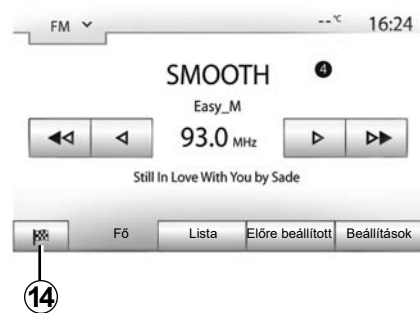 FM --°C 16:24
SMOOTH 4
Easy_M
93.0 MHz
Still In Love With You by Sade
Fő Lista Előre beállított Beállítások
14